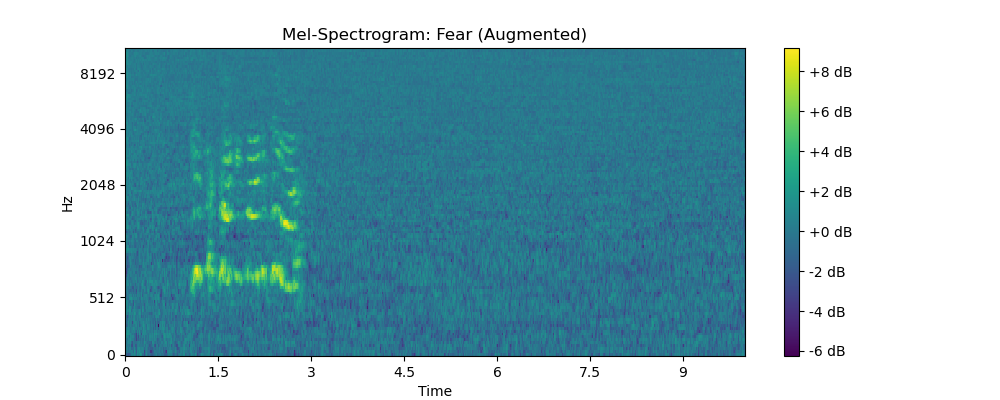 Mel-Spectrogram: Fear (Augmented)
Hz
8192
4096
2048
1024
512
0
0 1.5 3 4.5 6 7.5 9
Time
+8 dB
+6 dB
+4 dB
+2 dB
+0 dB
-2 dB
-4 dB
-6 dB